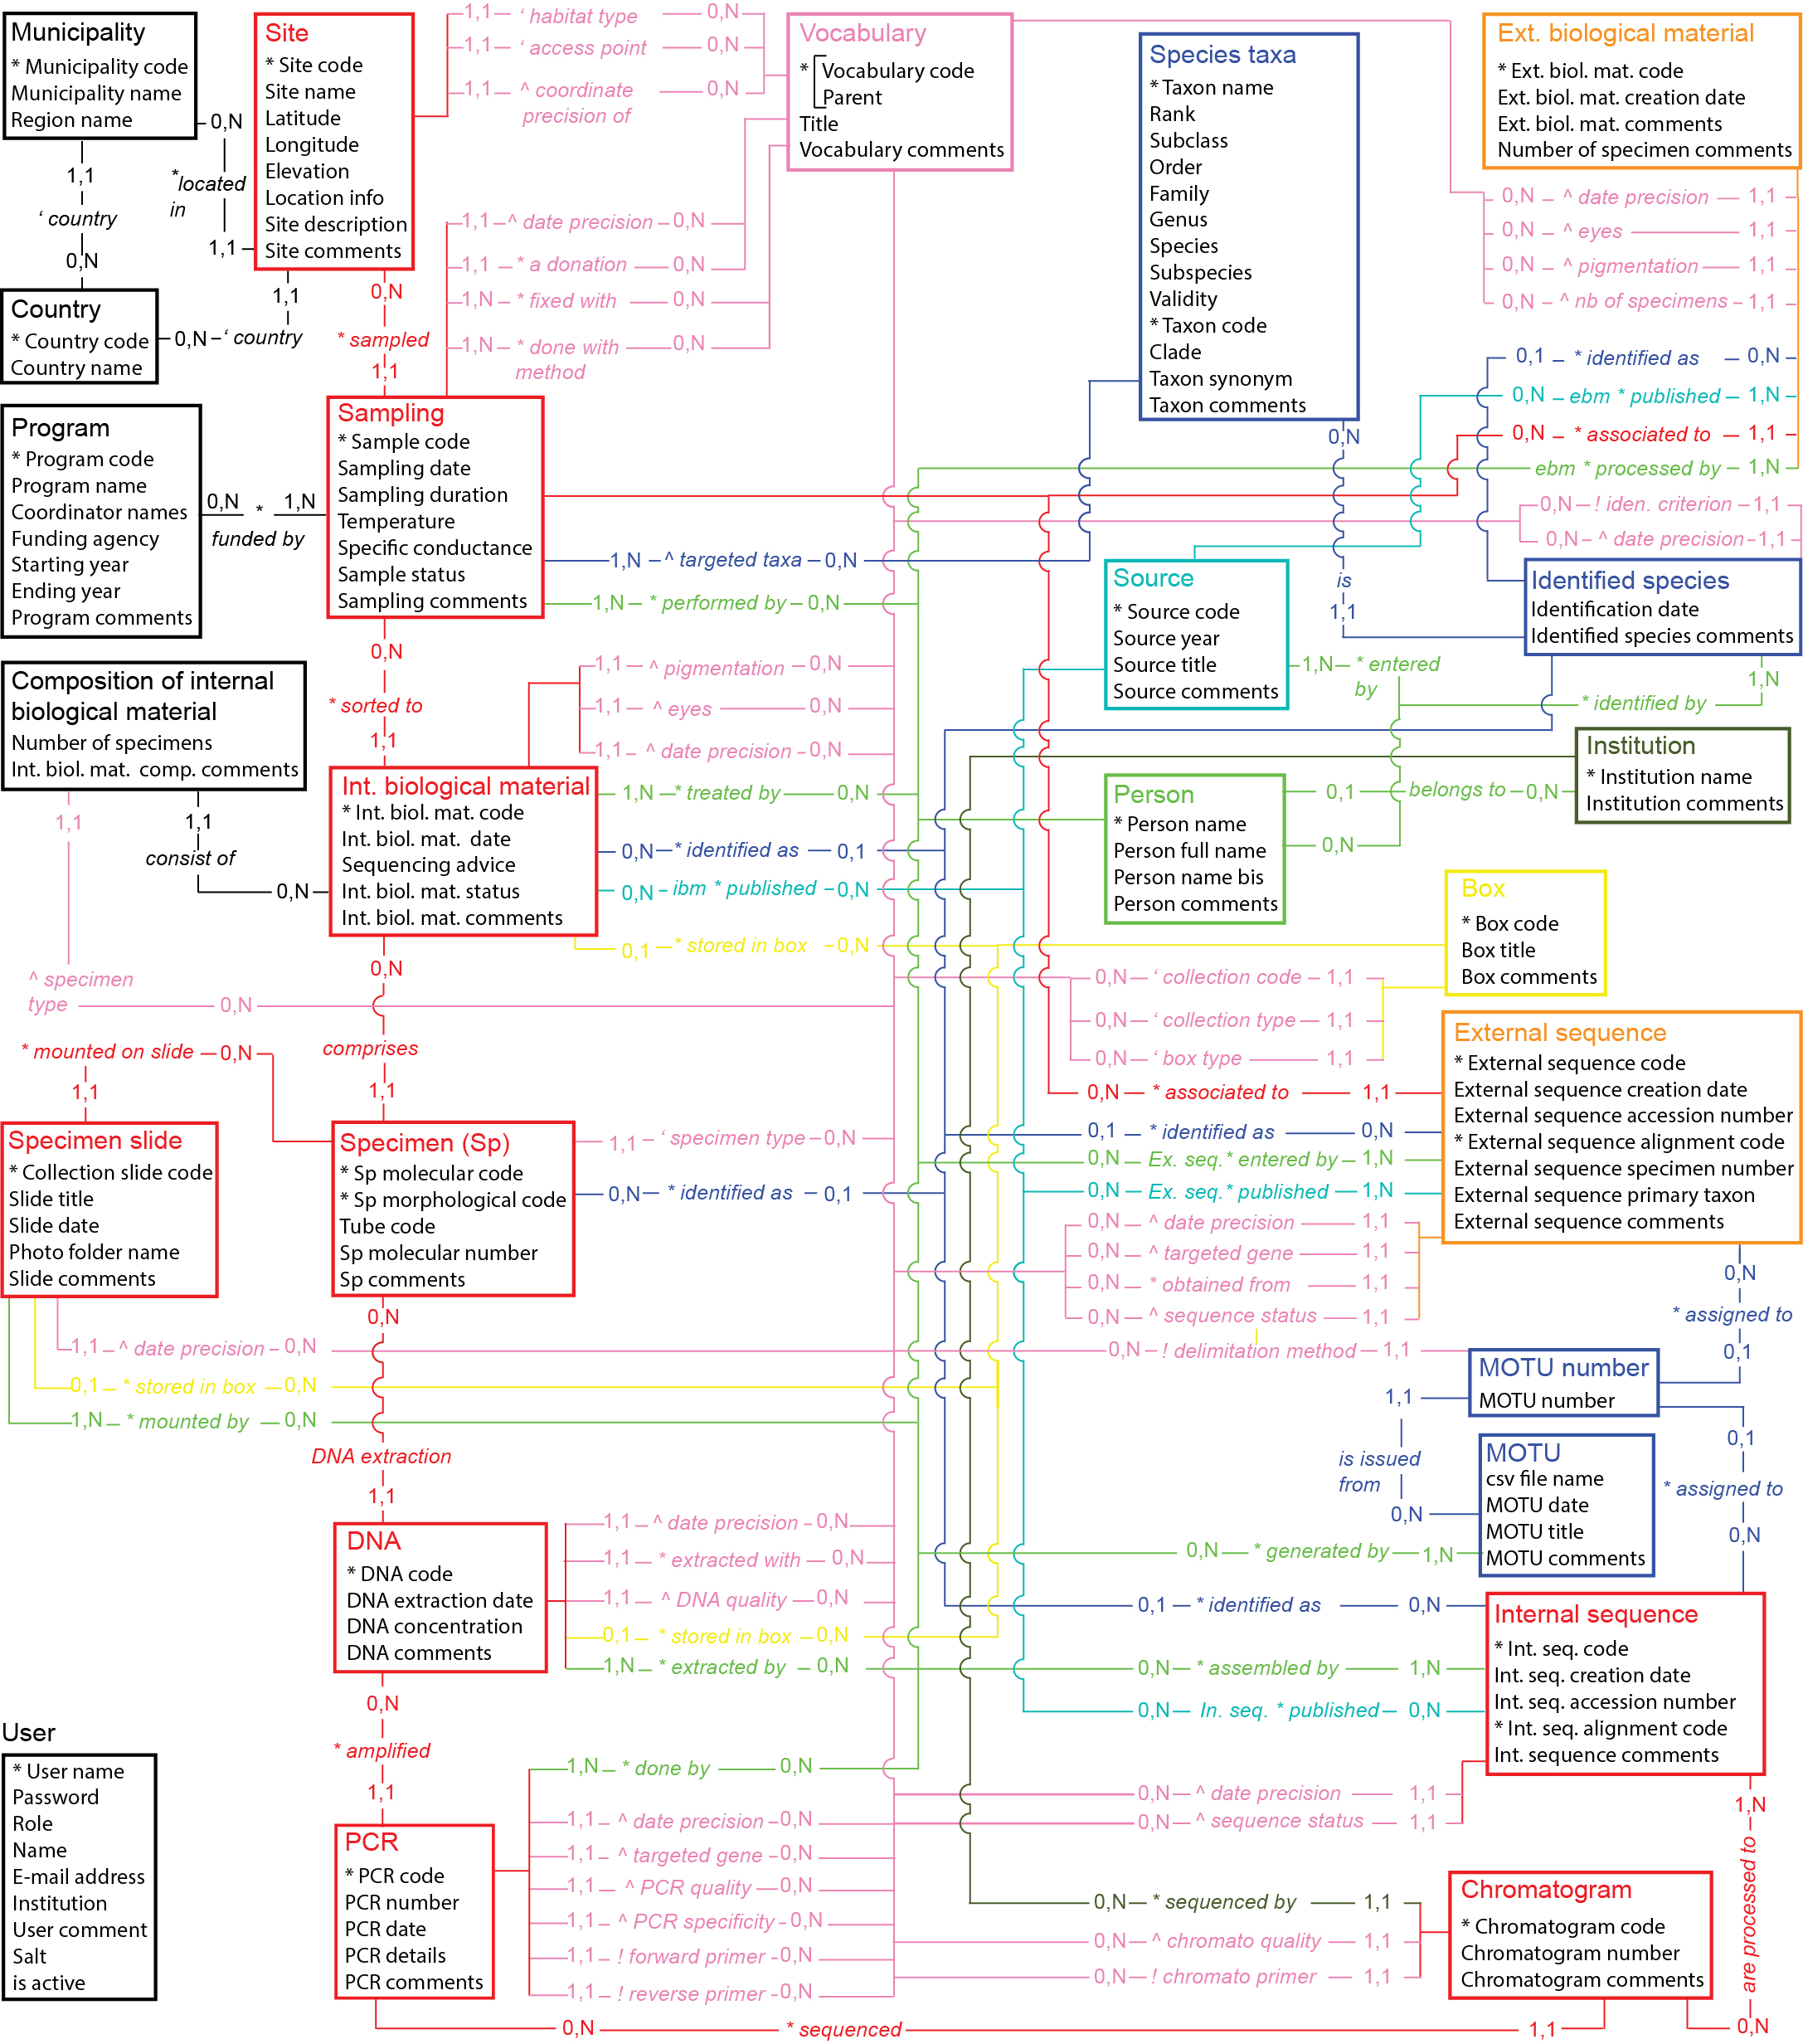 Municipality
* Municipality code
Municipality name
Region name
0,N
*located
in
1,1
1,1
‘ country
0,N
Country
* Country code
Country name
0,N
‘ country
1,1
Site
* Site code
Site name
Latitude
Longitude
Elevation
Location info
Site description
Site comments
1,1 ‘ habitat type 0,N
1,1 ‘ access point 0,N
1,1 ^ coordinate 0,N
precision of
Vocabulary
* Vocabulary code
Parent
Title
Vocabulary comments
1,1 ^ date precision 0,N
1,1 * a donation 0,N
1,N * fixed with 0,N
1,N * done with 0,N
method
0,N
* sampled
1,1
Species taxa
* Taxon name
Rank
Subclass
Order
Family
Genus
Species
Subspecies
Validity
* Taxon code
Clade
Taxon synonym
Taxon comments
0,N
is
1,1
Ext. biological material
* Ext. biol. mat. code
Ext. biol. mat. creation date
Ext. biol. mat. comments
Number of specimen comments
0,N ^ date precision 1,1
0,N ^ eyes 1,1
0,N ^ pigmentation 1,1
0,N ^ nb of specimens 1,1
0,1 * identified as 0,N
0,N ebm * published 1,N
0,N * associated to 1,1
ebm * processed by 1,N
0,N ! iden. criterion 1,1
0,N ^ date precision 1,1
Program
* Program code
Program name
Coordinator names
Funding agency
Starting year
Ending year
Program comments
0,N * 1,N
funded by
Sampling
* Sample code
Sampling date
Sampling duration
Temperature
Specific conductance
Sample status
Sampling comments
1,N ^ targeted taxa 0,N
1,N * performed by 0,N
0,N
* sorted to
1,1
Source
* Source code
Source year
Source title
Source comments
1,N * entered
by
Identified species
Identification date
Identified species comments
1,N
* identified by
Composition of internal
biological material
Number of specimens
Int. biol. mat. comp. comments
1,1
1,1
consist of
0,N
^ specimen
type 0,N
1,1 ^ pigmentation 0,N
1,1 ^ eyes 0,N
1,1 ^ date precision 0,N
Int. biological material
* Int. biol. mat. code
Int. biol. mat. date
Sequencing advice
Int. biol. mat. status
Int. biol. mat. comments
1,N * treated by 0,N
0,N * identified as 0,1
0,N ibm * published 0,N
0,1 * stored in box 0,N
Institution
* Institution name
Institution comments
Person
* Person name
Person full name
Person name bis
Person comments
0,1 belongs to 0,N
0,N
Box
* Box code
Box title
Box comments
0,N ‘ collection code 1,1
0,N ‘ collection type 1,1
0,N ‘ box type 1,1
0,N
comprises
1,1
* mounted on slide 0,N
1,1
Specimen slide
* Collection slide code
Slide title
Slide date
Photo folder name
Slide comments
Specimen (Sp)
* Sp molecular code
* Sp morphological code
Tube code
Sp molecular number
Sp comments
1,1 ‘ specimen type 0,N
0,N * identified as 0,1
External sequence
* External sequence code
External sequence creation date
External sequence accession number
* External sequence alignment code
External sequence specimen number
External sequence primary taxon
External sequence comments
0,N * associated to 1,1
0,1 * identified as 0,N
0,N Ex. seq.* entered by 1,N
0,N Ex. seq.* published 1,N
0,N ^ date precision 1,1
0,N ^ targeted gene 1,1
0,N * obtained from 1,1
0,N ^ sequence status 1,1
0,N ! delimitation method 1,1
0,N
* assigned to
0,1
1,1 ^ date precision 0,N
0,1 * stored in box 0,N
1,N * mounted by 0,N
0,N
DNA extraction
1,1
MOTU number
MOTU number
1,1
is issued
from
0,N
MOTU
csv file name
MOTU date
MOTU title
MOTU comments
0,1
* assigned to
0,N
0,N * generated by 1,N
DNA
* DNA code
DNA extraction date
DNA concentration
DNA comments
1,1 ^ date precision 0,N
1,1 * extracted with 0,N
1,1 ^ DNA quality 0,N
0,1 * stored in box 0,N
1,N * extracted by 0,N
0,1 * identified as 0,N
0,N * assembled by 1,N
0,N In. seq. * published 0,N
Internal sequence
* Int. seq. code
Int. seq. creation date
Int. seq. accession number
* Int. seq. alignment code
Int. sequence comments
0,N ^ date precision 1,1
0,N ^ sequence status 1,1
1,N
are processed to
0,N
0,N
* amplified
1,1
User
* User name
Password
Role
Name
E-mail address
Institution
User comment
Salt
is active
PCR
* PCR code
PCR number
PCR date
PCR details
PCR comments
1,N * done by 0,N
1,1 ^ date precision 0,N
1,1 ^ targeted gene 0,N
1,1 ^ PCR quality 0,N
1,1 ^ PCR specificity 0,N
1,1 ! forward primer 0,N
1,1 ! reverse primer 0,N
0,N * sequenced by 1,1
0,N ^ chromato quality 1,1
0,N ! chromato primer 1,1
Chromatogram
* Chromatogram code
Chromatogram number
Chromatogram comments
0,N * sequenced 1,1